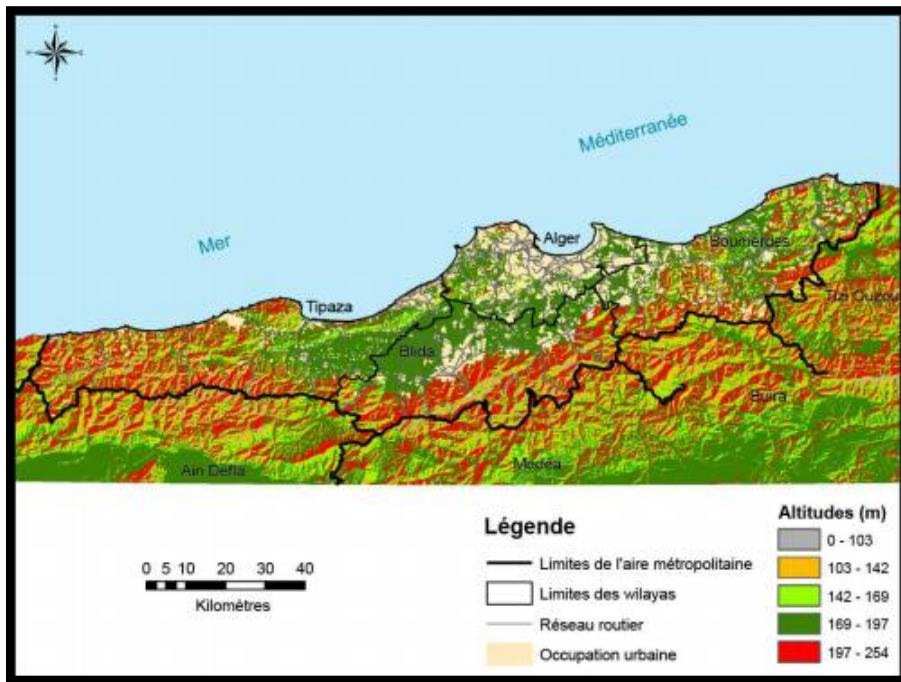 Méditerranée
Mer
Alger
Boumerdes
Tipaza
Tizi Ouzou
Blida
Buira
Ain Defla
Medea
Légende
Limites de l'aire métropolitaine
Limites des wilayas
Réseau routier
Occupation urbaine
Altitudes (m)
0 - 103
103 - 142
142 - 169
169 - 197
197 - 254
0 5 10 20 30 40
Kilomètres